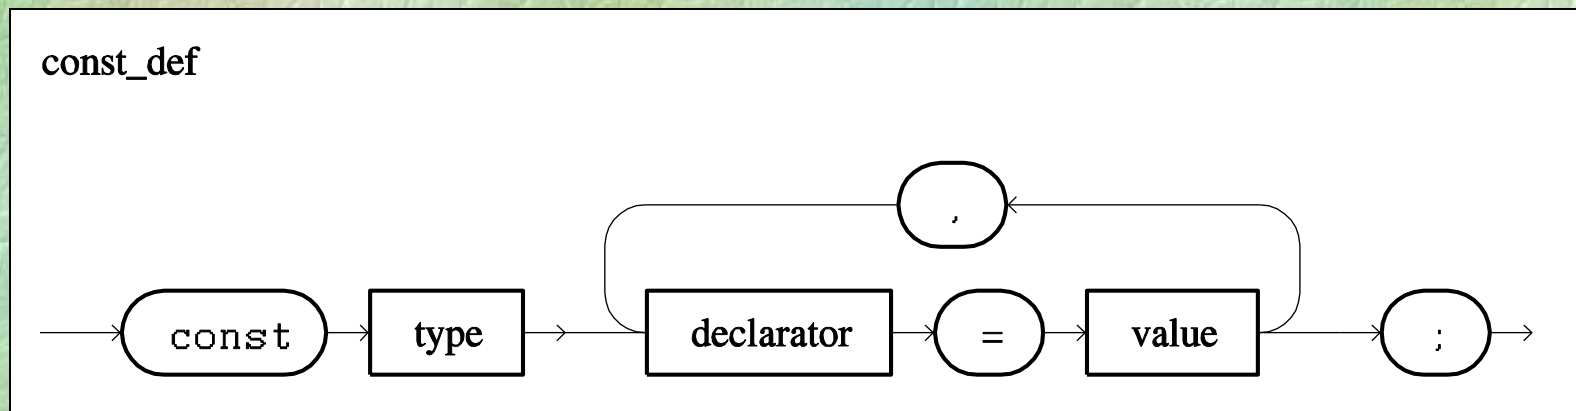 const_def
,
const type declarator = value ;